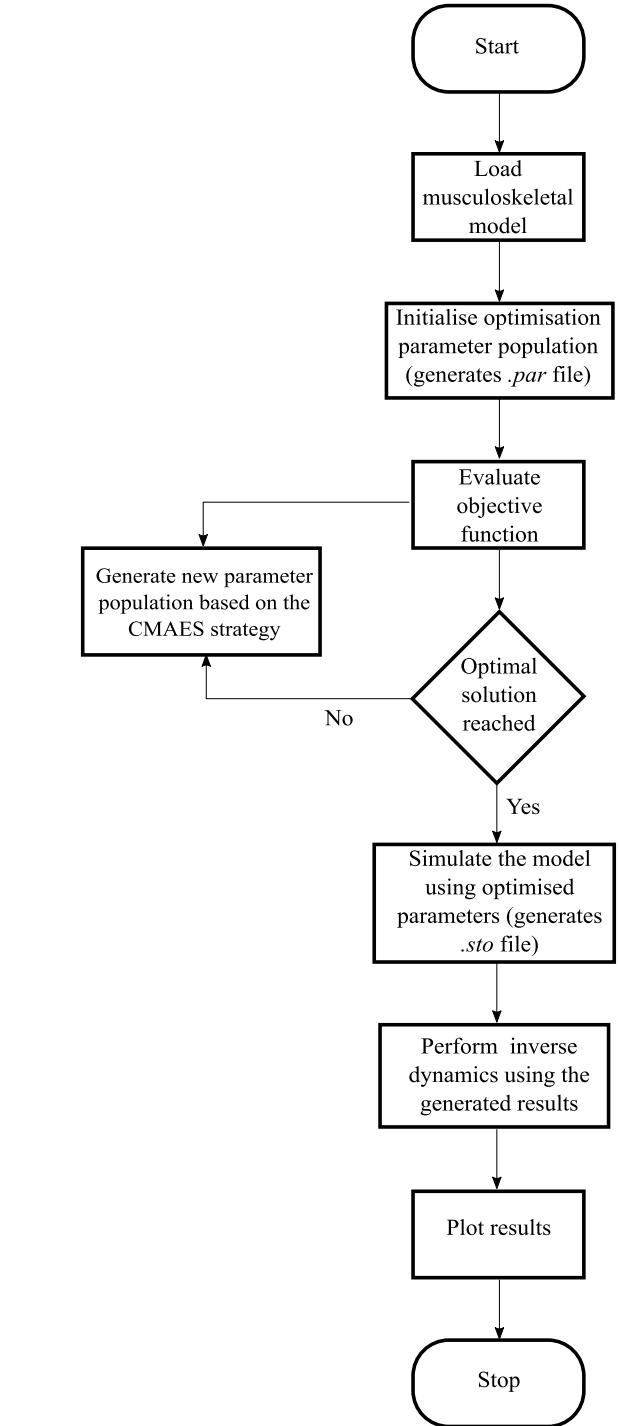 Start
Load
musculoskeletal
model
Initialise optimisation
parameter population
(generates .par file)
Evaluate
objective
function
Generate new parameter
population based on the
CMAES strategy
Optimal
solution
reached
No
Yes
Simulate the model
using optimised
parameters (generates
.sto file)
Perform inverse
dynamics using the
generated results
Plot results
Stop